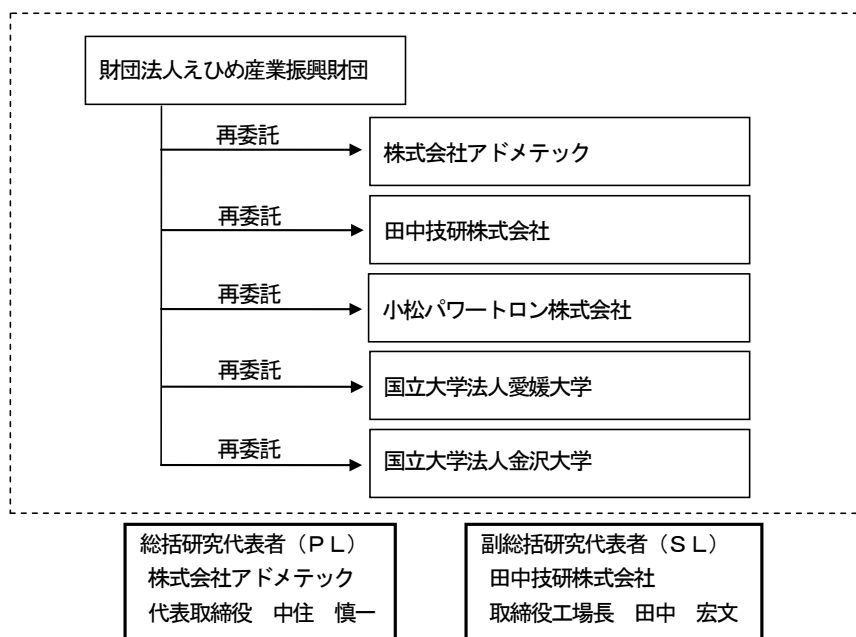 財団法人えひめ産業振興財団
再委託
株式会社アドメテック
再委託
田中技研株式会社
再委託
小松パワートロン株式会社
再委託
国立大学法人愛媛大学
再委託
国立大学法人金沢大学
総括研究代表者（ＰＬ）
株式会社アドメテック
代表取締役　中住　慎一
副総括研究代表者（ＳＬ）
田中技研株式会社
取締役工場長　田中　宏文